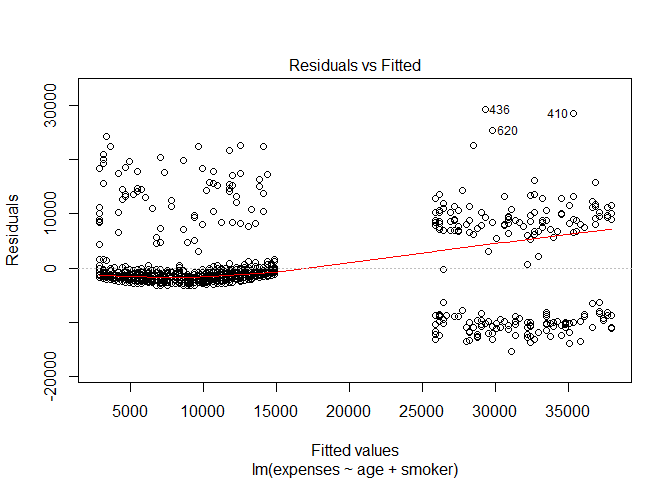 Residuals vs Fitted
Residuals
30000
10000
0
-20000
436
410
620
5000 10000 15000 20000 25000 30000 35000
Fitted values
lm(expenses ~ age + smoker)